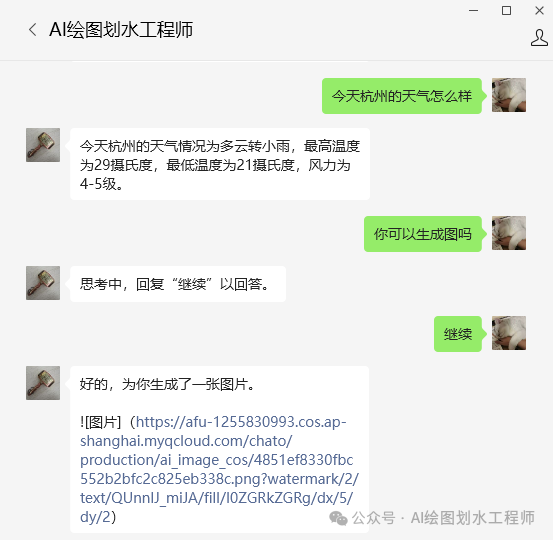 AI绘图划水工程师
今天杭州的天气怎么样
今天杭州的天气情况为多云转小雨，最高温度
为29摄氏度，最低温度为21摄氏度，风力为
4-5级。
你可以生成图吗
思考中，回复“继续”以回答。
继续
好的，为你生成了一张图片。
![图片]（https://afu-1255830993.cos.ap-
shanghai.myqcloud.com/chato/
production/ai_image_cos/4851ef8330fbc
552b2bfc2c825eb338c.png?watermark/2/
text/QUnnlJ_miJA/fill/I0ZGRkZGRg/dx/5/
dy/2）
公众号 · AI绘图划水工程师